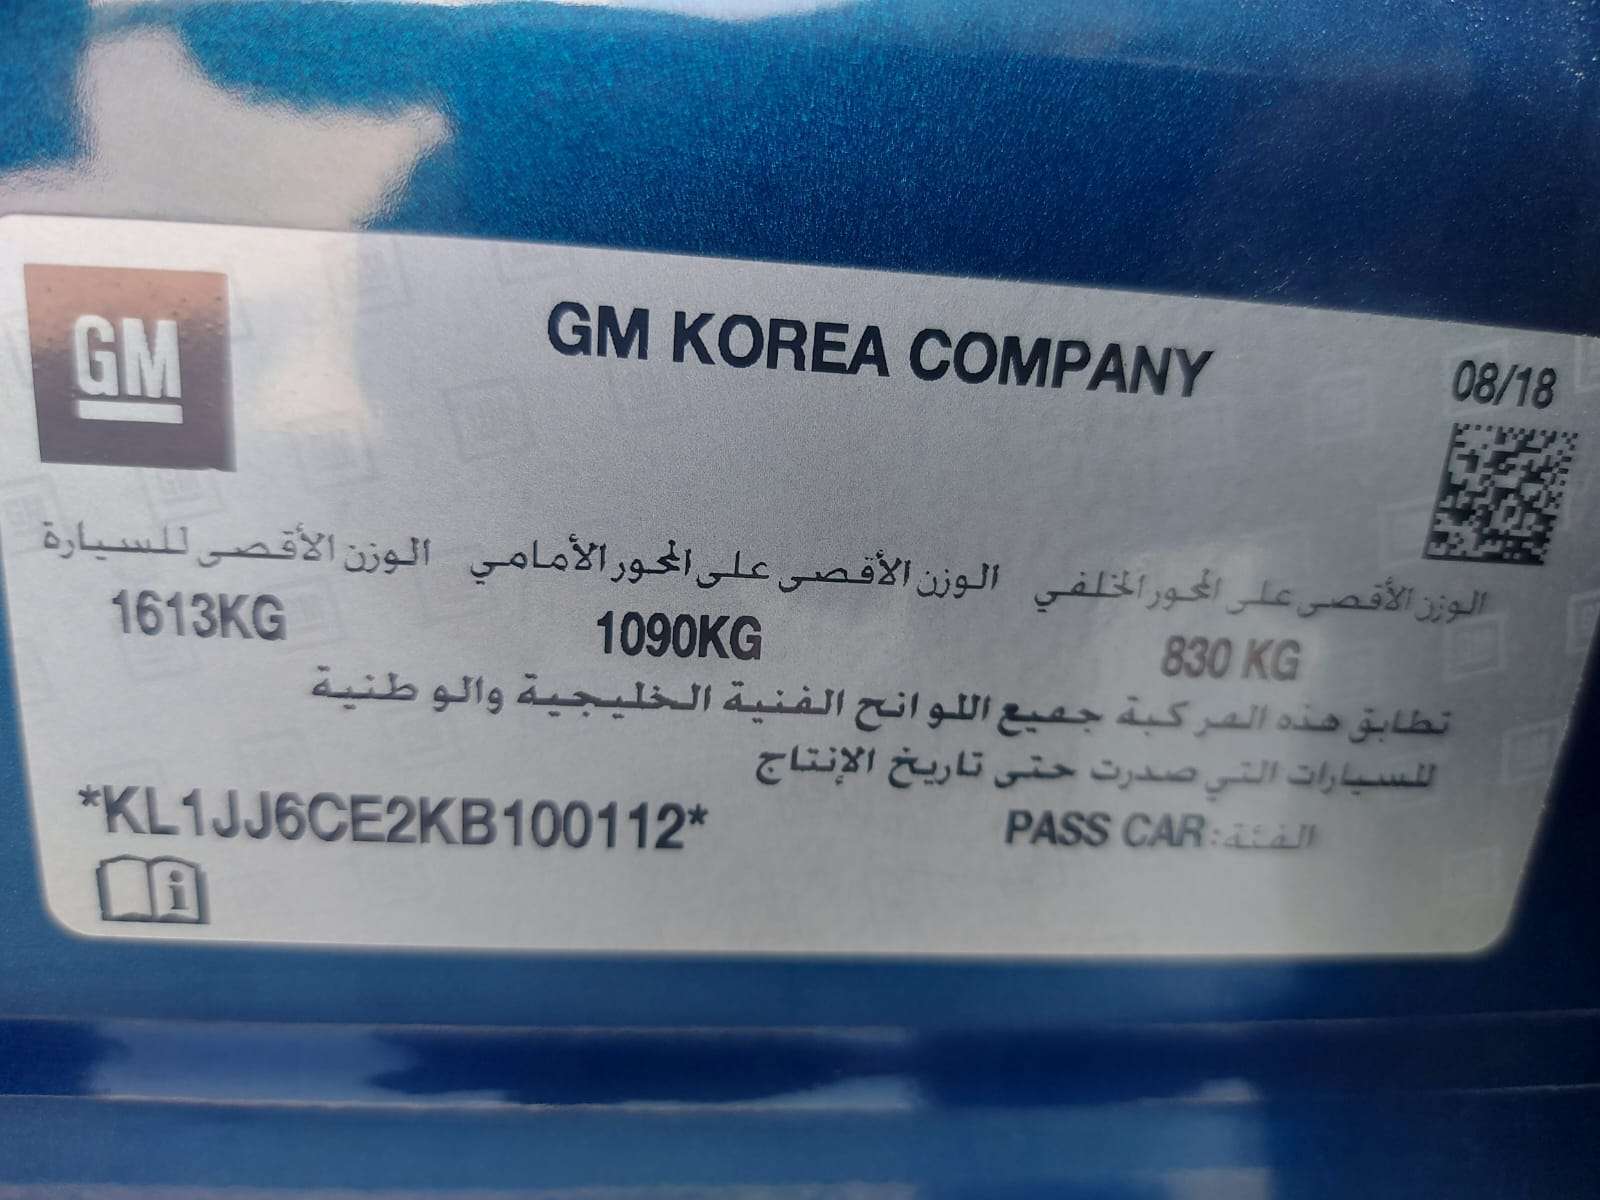 GM
GM KOREA COMPANY
08/18
الوزن الأقصى على المحور الخلفي الوزن الأقصى على المحور الأمامي الوزن الأقصى للسيارة
830 KG 1090KG 1613KG
تطابق هذه المركبة جميع اللوائح الفنية الخليجية والوطنية
للسيارات التي صدرت حتى تاريخ الإنتاج
*KL1JJ6CE2KB100112*
الفئة: PASS CAR
i